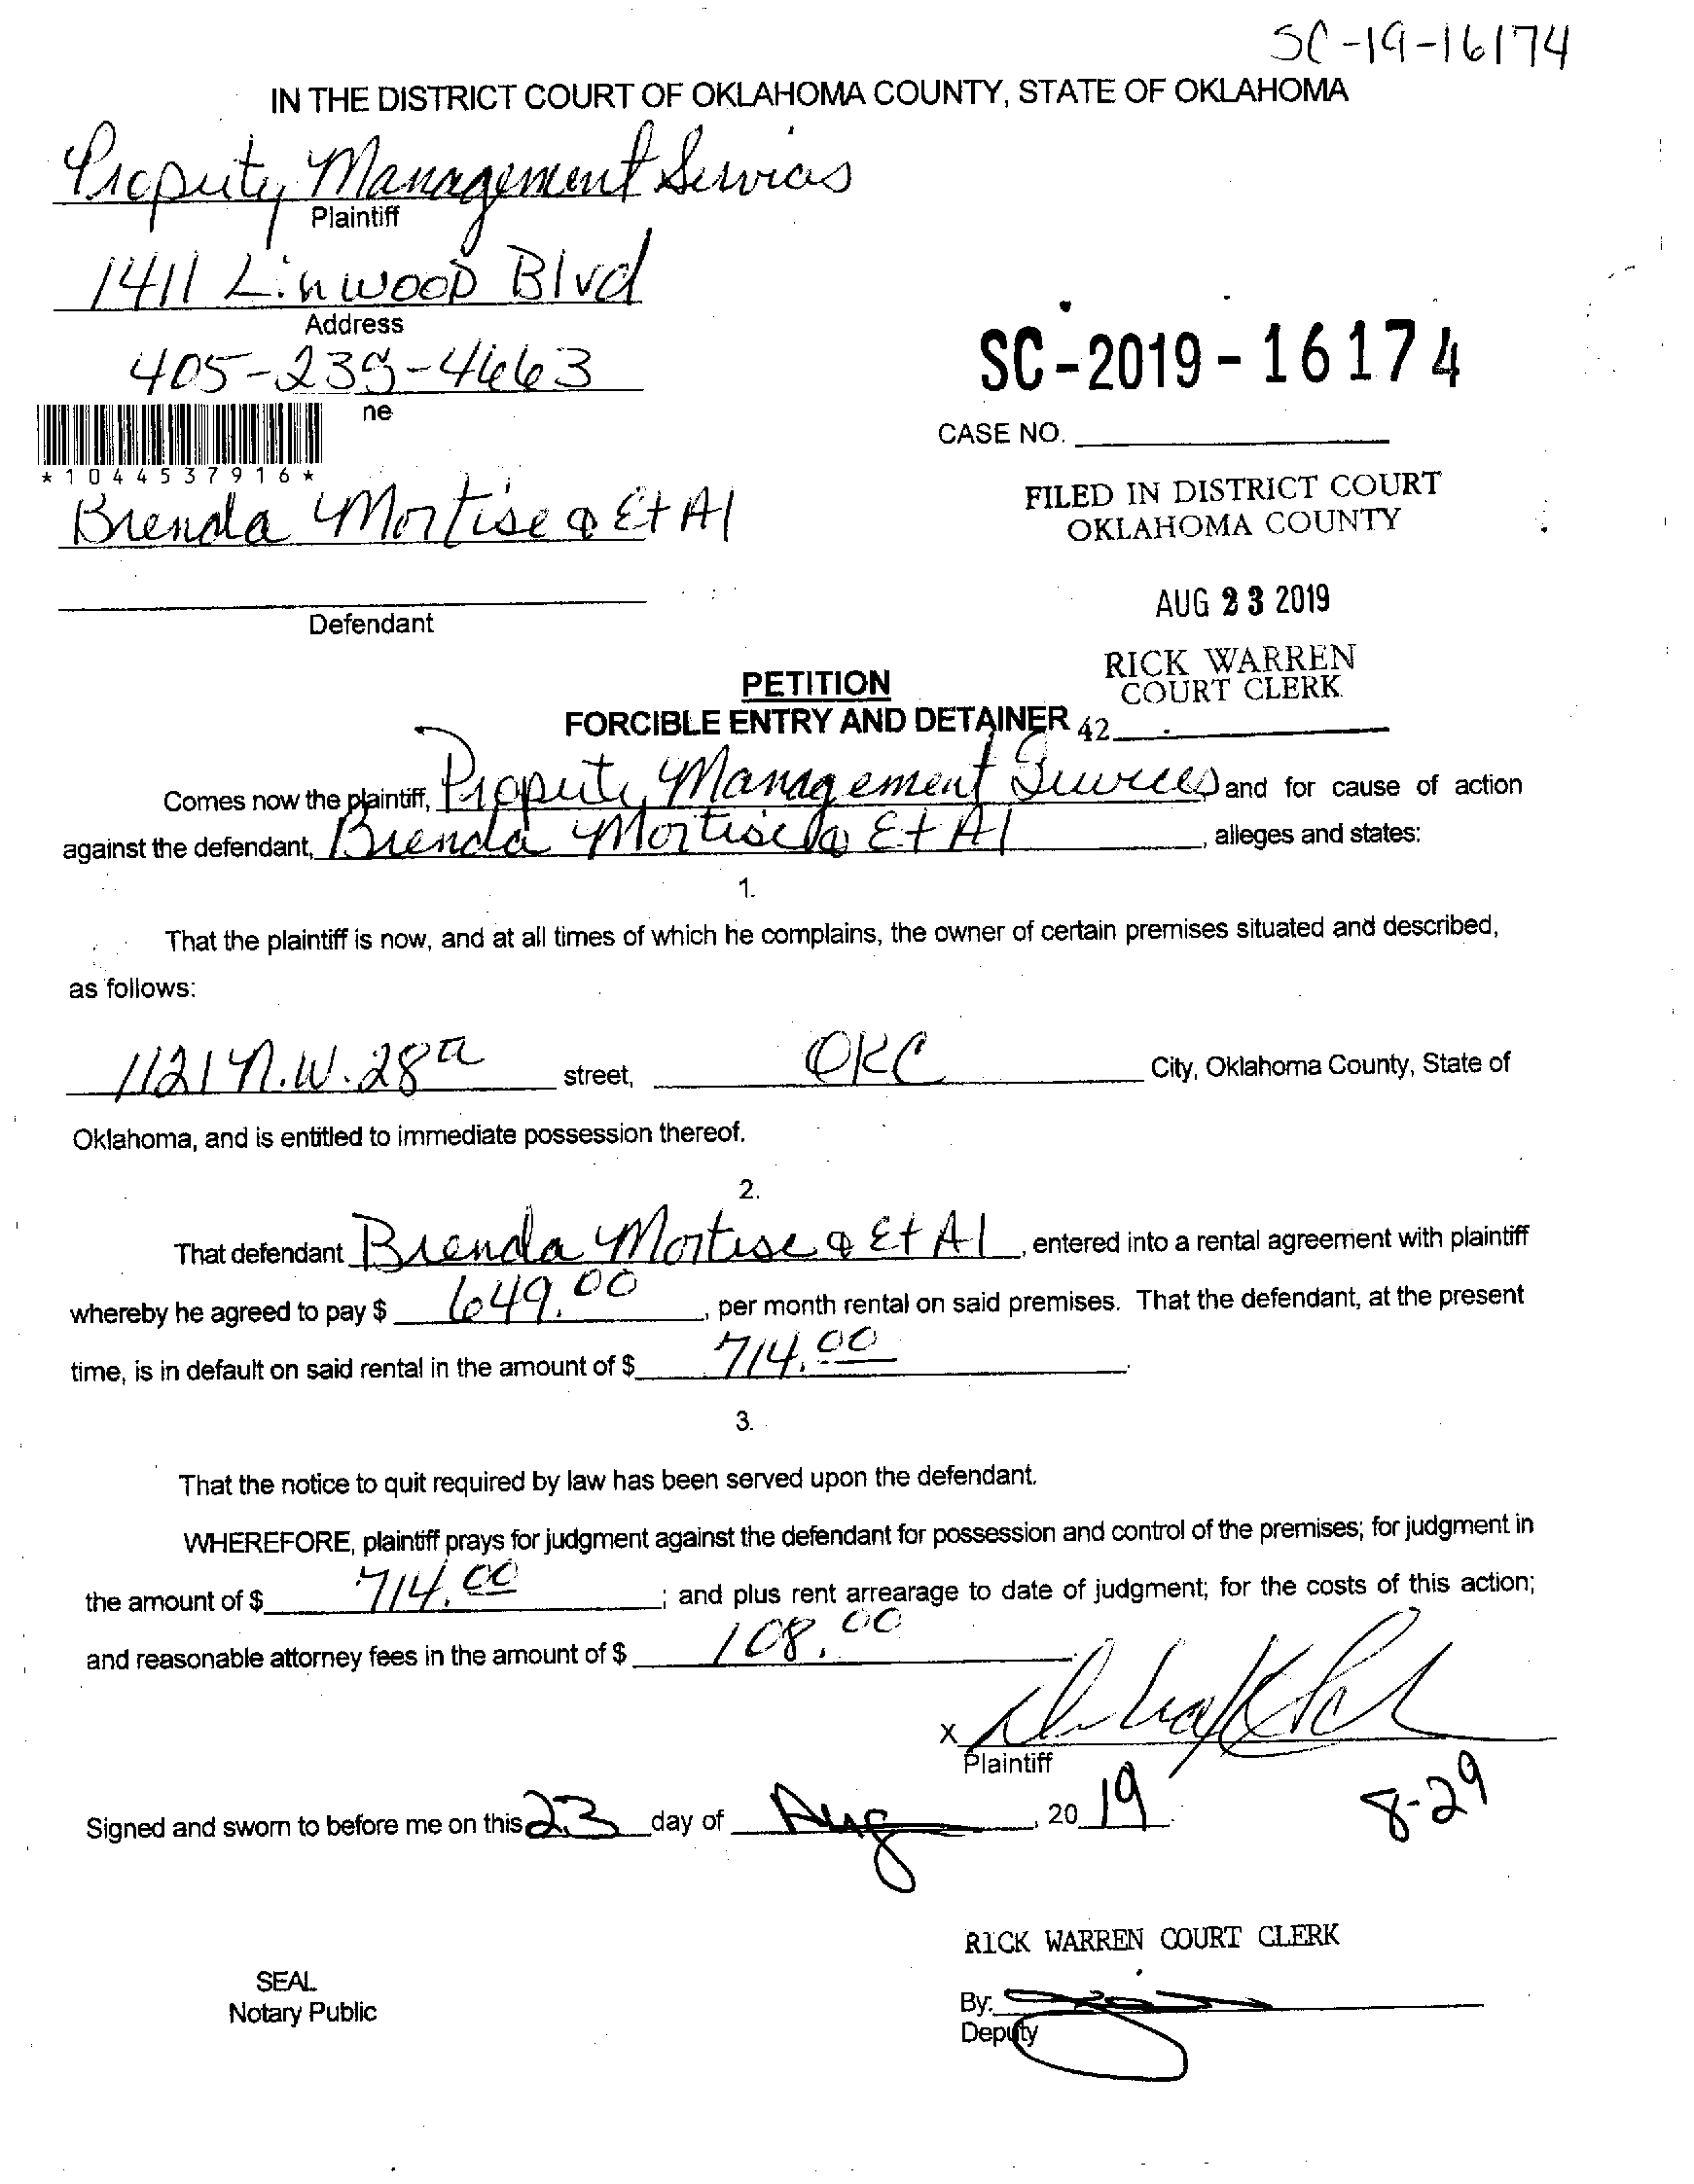 SC-19-16174
IN THE DISTRICT COURT OF OKLAHOMA COUNTY, STATE OF OKLAHOMA
Property Management Services
Plaintiff
1411 Linwood Blvd
Address
405-239-4663
ne
*1044537916*
SC-2019-16174
CASE NO.
Brenda Mortise & Et Al
FILED IN DISTRICT COURT
OKLAHOMA COUNTY
AUG 23 2019
Defendant
RICK WARREN
COURT CLERK
PETITION
FORCIBLE ENTRY AND DETAINER 42
Comes now the plaintiff, Property Management Services and for cause of action
against the defendant, Brenda Et Al, alleges and states:
1.
That the plaintiff is now, and at all times of which he complains, the owner of certain premises situated and described,
as follows:
1121 N.W. 28th street, OKC City, Oklahoma County, State of
Oklahoma, and is entitled to immediate possession thereof.
2.
That defendant Brenda Mortise & Et Al, entered into a rental agreement with plaintiff
whereby he agreed to pay $ 649.00, per month rental on said premises. That the defendant, at the present
time, is in default on said rental in the amount of $ 714.00.
3.
That the notice to quit required by law has been served upon the defendant.
WHEREFORE, plaintiff prays for judgment against the defendant for possession and control of the premises; for judgment in
the amount of $ 714.00; and plus rent arrearage to date of judgment; for the costs of this action;
and reasonable attorney fees in the amount of $ 108.00
X
Plaintiff
Signed and sworn to before me on this 23 day of Aug, 20 19
8-29
RICK WARREN COURT CLERK
SEAL
Notary Public
By:
Deputy